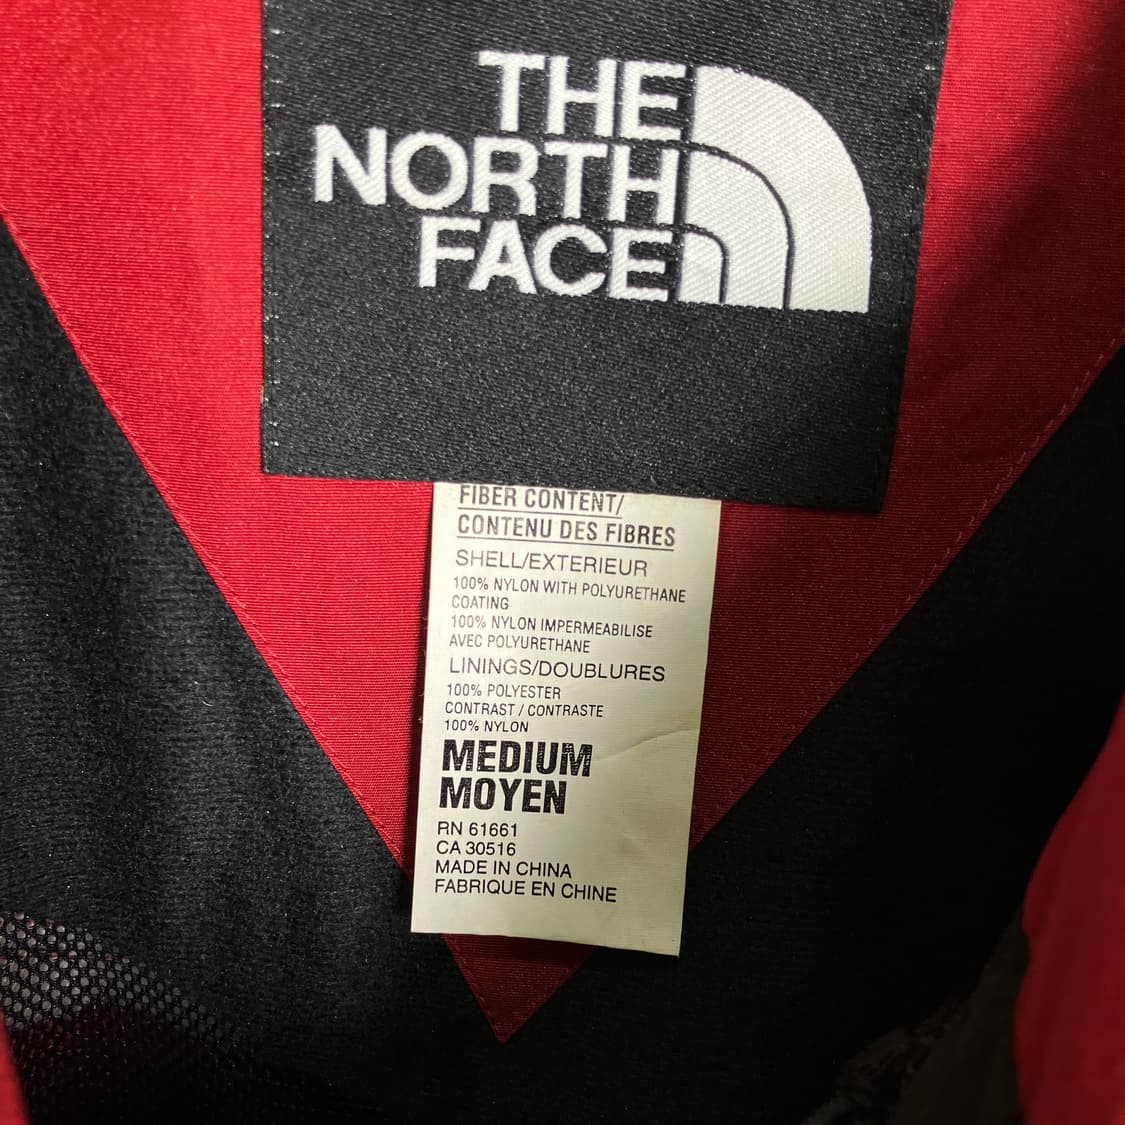 THE
NORTH
FACE
FIBER CONTENT/
CONTENU DES FIBRES
SHELL/EXTERIEUR
100% NYLON WITH POLYURETHANE
COATING
100% NYLON IMPERMEABILISE
AVEC POLYURETHANE
LININGS/DOUBLURES
100% POLYESTER
CONTRAST / CONTRASTE
100% NYLON
MEDIUM
MOYEN
RN 61661
CA 30516
MADE IN CHINA
FABRIQUE EN CHINE